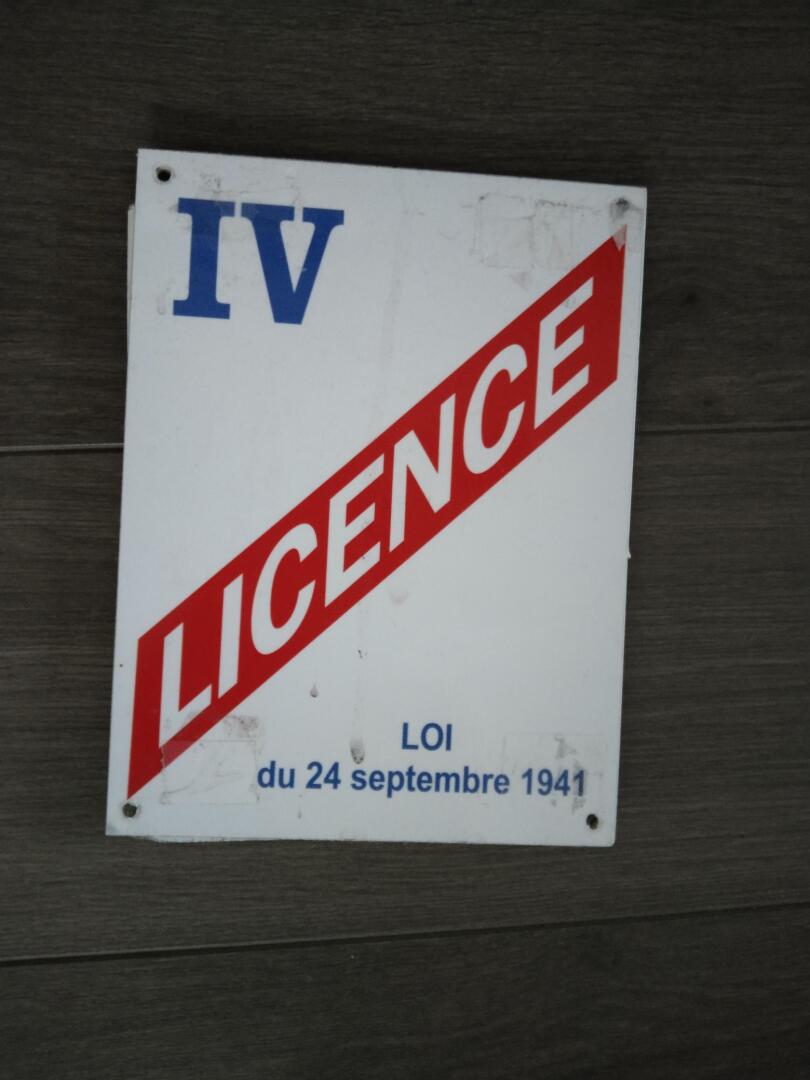 IV
LICENCE
LOI
du 24 septembre 1941